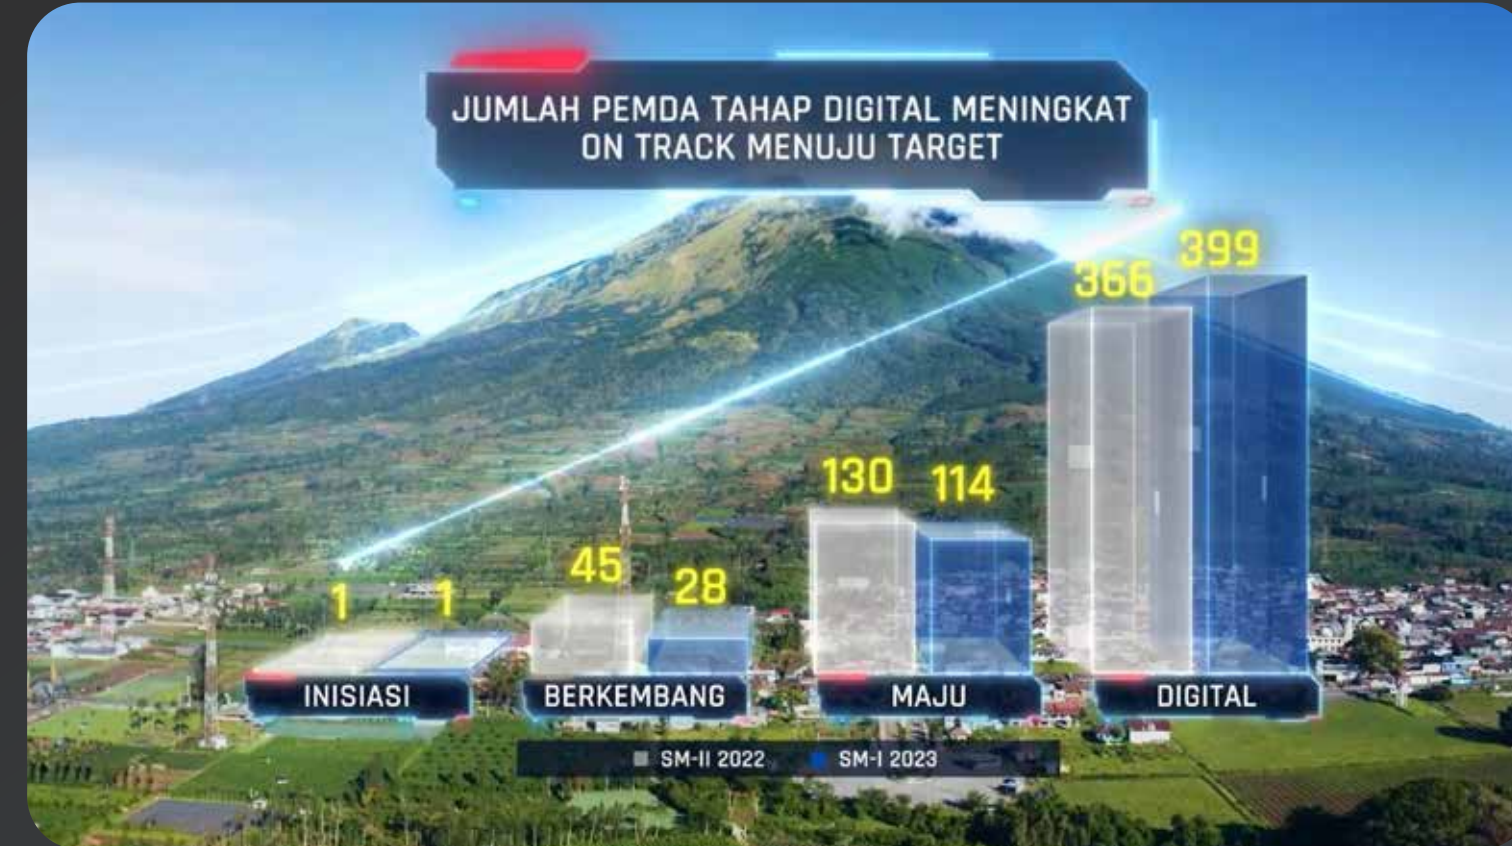 JUMLAH PEMDA TAHAP DIGITAL MENINGKAT
ON TRACK MENUJU TARGET
399
366
130
114
45
28
1
1
INISIASI
BERKEMBANG
MAJU
DIGITAL
SM-II 2022
SM-I 2023